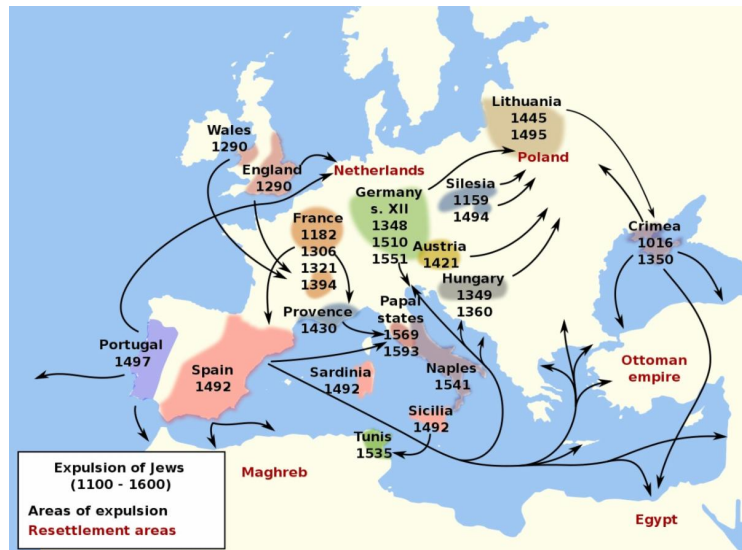 Lithuania
1445
1495
Wales
1290
England
1290
Poland
Netherlands
Germany
s. XII
1348
1510
1551
Silesia
1159
1494
France
1182
1306
1321
1394
Crimea
1016
1350
Austria
1421
Hungary
1349
1360
Provence
1430
Papal
states
1569
1593
Portugal
1497
Spain
1492
Sardinia
1492
Naples
1541
Ottoman
empire
Sicilia
1492
Tunis
1535
Maghreb
Egypt
Expulsion of Jews
(1100 - 1600)
Areas of expulsion
Resettlement areas